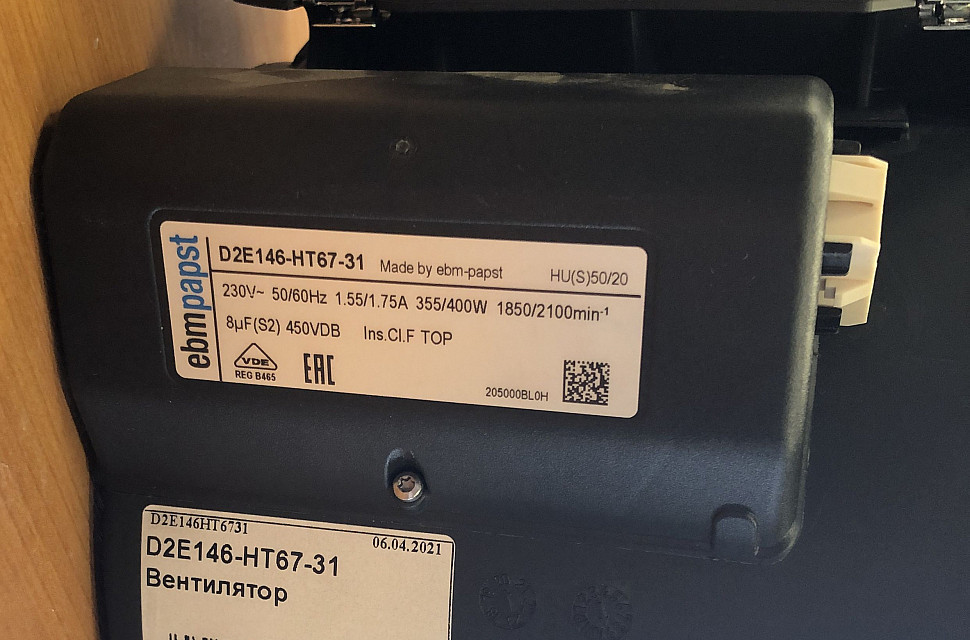 ebmpapst
D2E146-HT67-31 Made by ebm-papst HU(S)50/20
230V~ 50/60Hz 1.55/1.75A 355/400W 1850/2100min-¹
8µF(S2) 450VDB Ins.Cl.F TOP
VDE
REG B465
EAC
205000BL0H
D2E146HT6731
06.04.2021
D2E146-HT67-31
Вентилятор